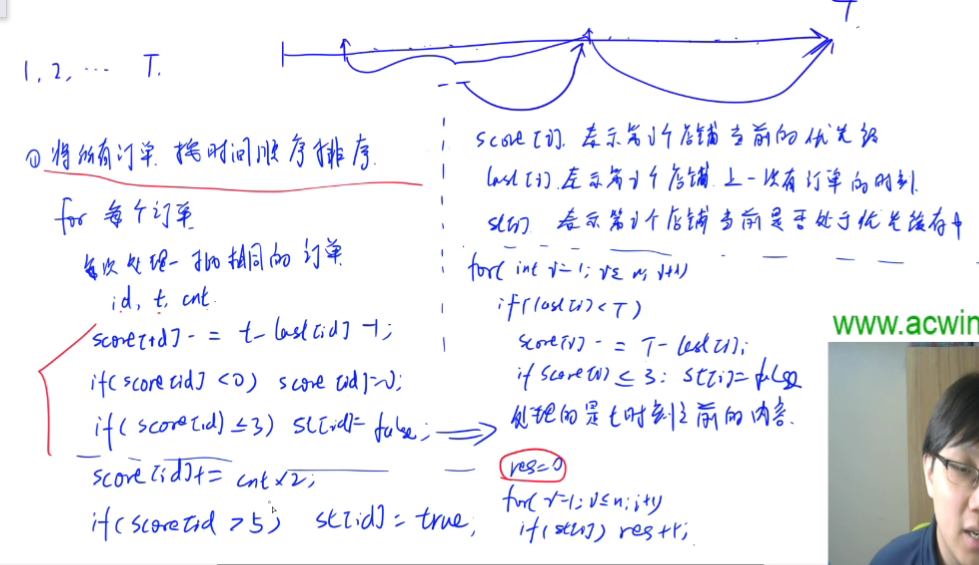 T.
1, 2, ... T.
① 将所有订单 按时间顺序排序.
for 每个订单
每次处理一批相同的订单
id, t, cnt
score[id] -= t - last[id] -1;
if( score[id] <0) score[id]=0;
if( score[id] ≤3) st[id]= false;
score[id] += cnt × 2;
if( score[id >5) st[id] = true;
score[i]. 表示第i个店铺当前的优先级
last[i]. 表示第i个店铺 上一次有订单的时刻
st[i] 表示第i个店铺当前是否处于优先缓存中
for( int i=1; i≤ n; i++)
if( last[i] < T)
score[i] -= T - last[i];
if score[i] ≤ 3: st[i]= false
处理的是t时刻之前的内容.
res=0
for( i=1; i≤n; i++)
if( st[i]) res++;
www.acwin